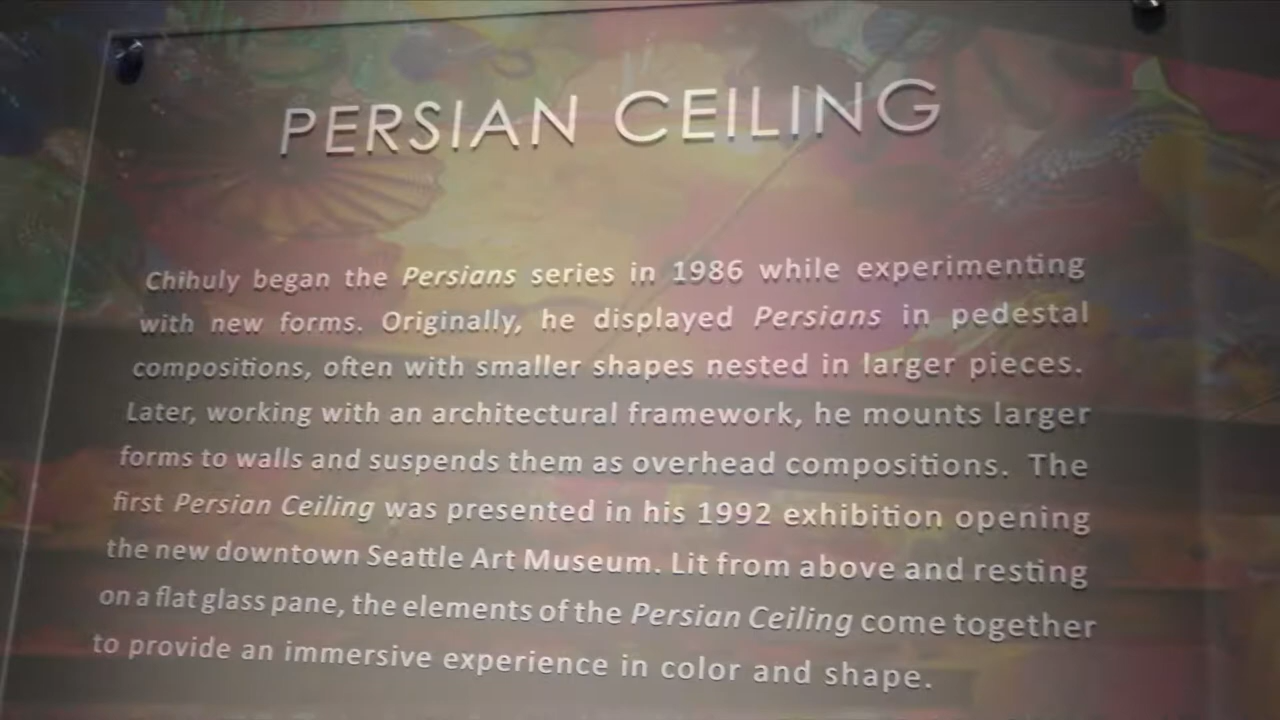 PERSIAN CEILING
Chihuly began the Persians series in 1986 while experimenting
with new forms. Originally, he displayed Persians in pedestal
compositions, often with smaller shapes nested in larger pieces.
Later, working with an architectural framework, he mounts larger
forms to walls and suspends them as overhead compositions. The
first Persian Ceiling was presented in his 1992 exhibition opening
the new downtown Seattle Art Museum. Lit from above and resting
on a flat glass pane, the elements of the Persian Ceiling come together
to provide an immersive experience in color and shape.